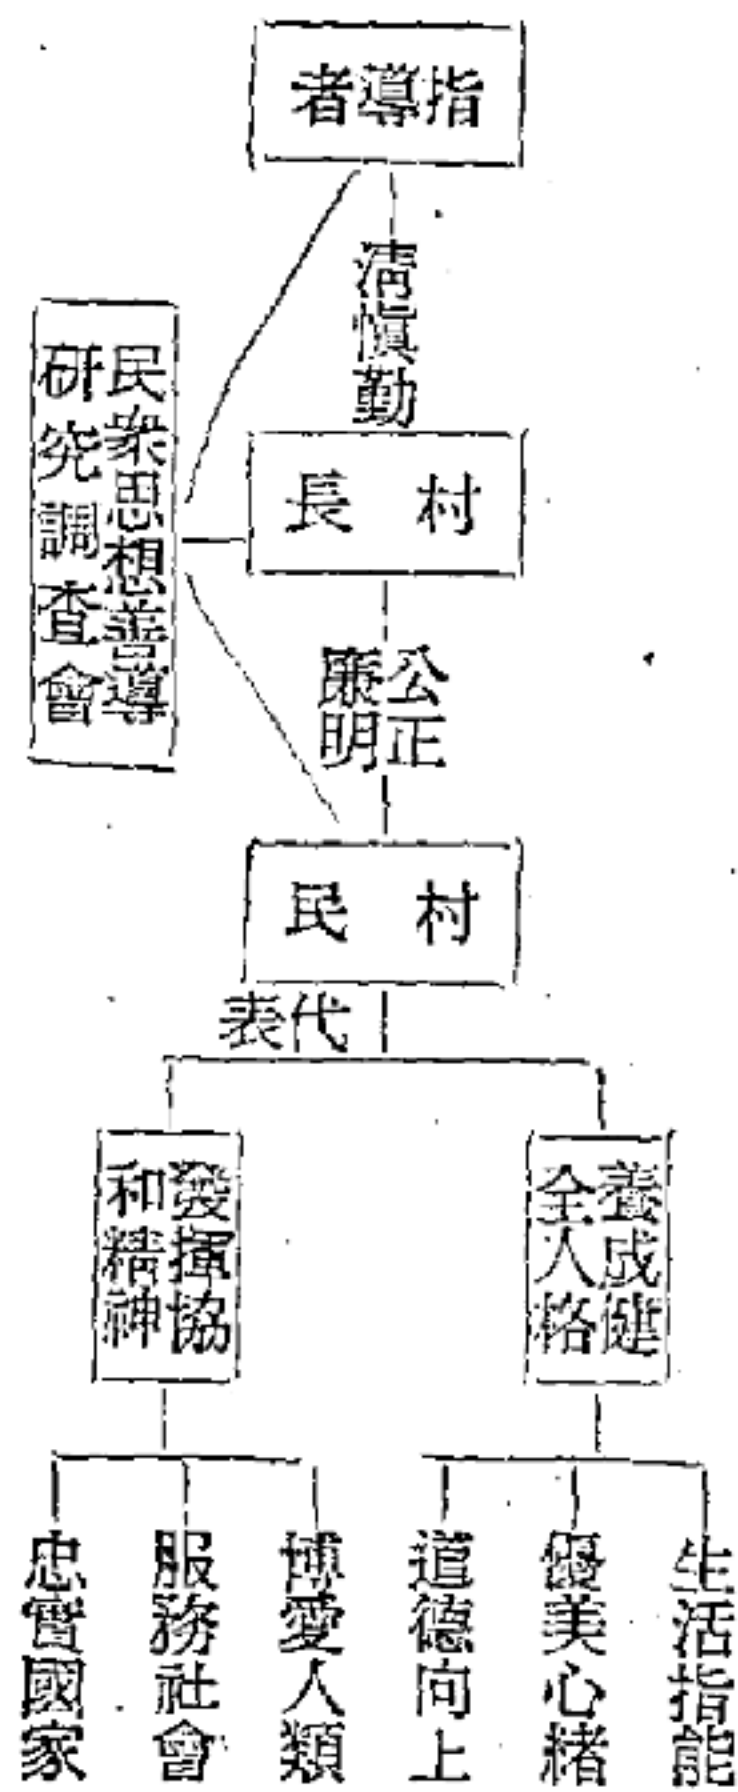 指導者
清慎勤
民衆思想善導
研究調査會
村長
公正
廉明
村民
代表
養成健
全人格
發揮協
和精神
生活指能
優美心緒
道德向上
博愛人類
服務社會
忠實國家